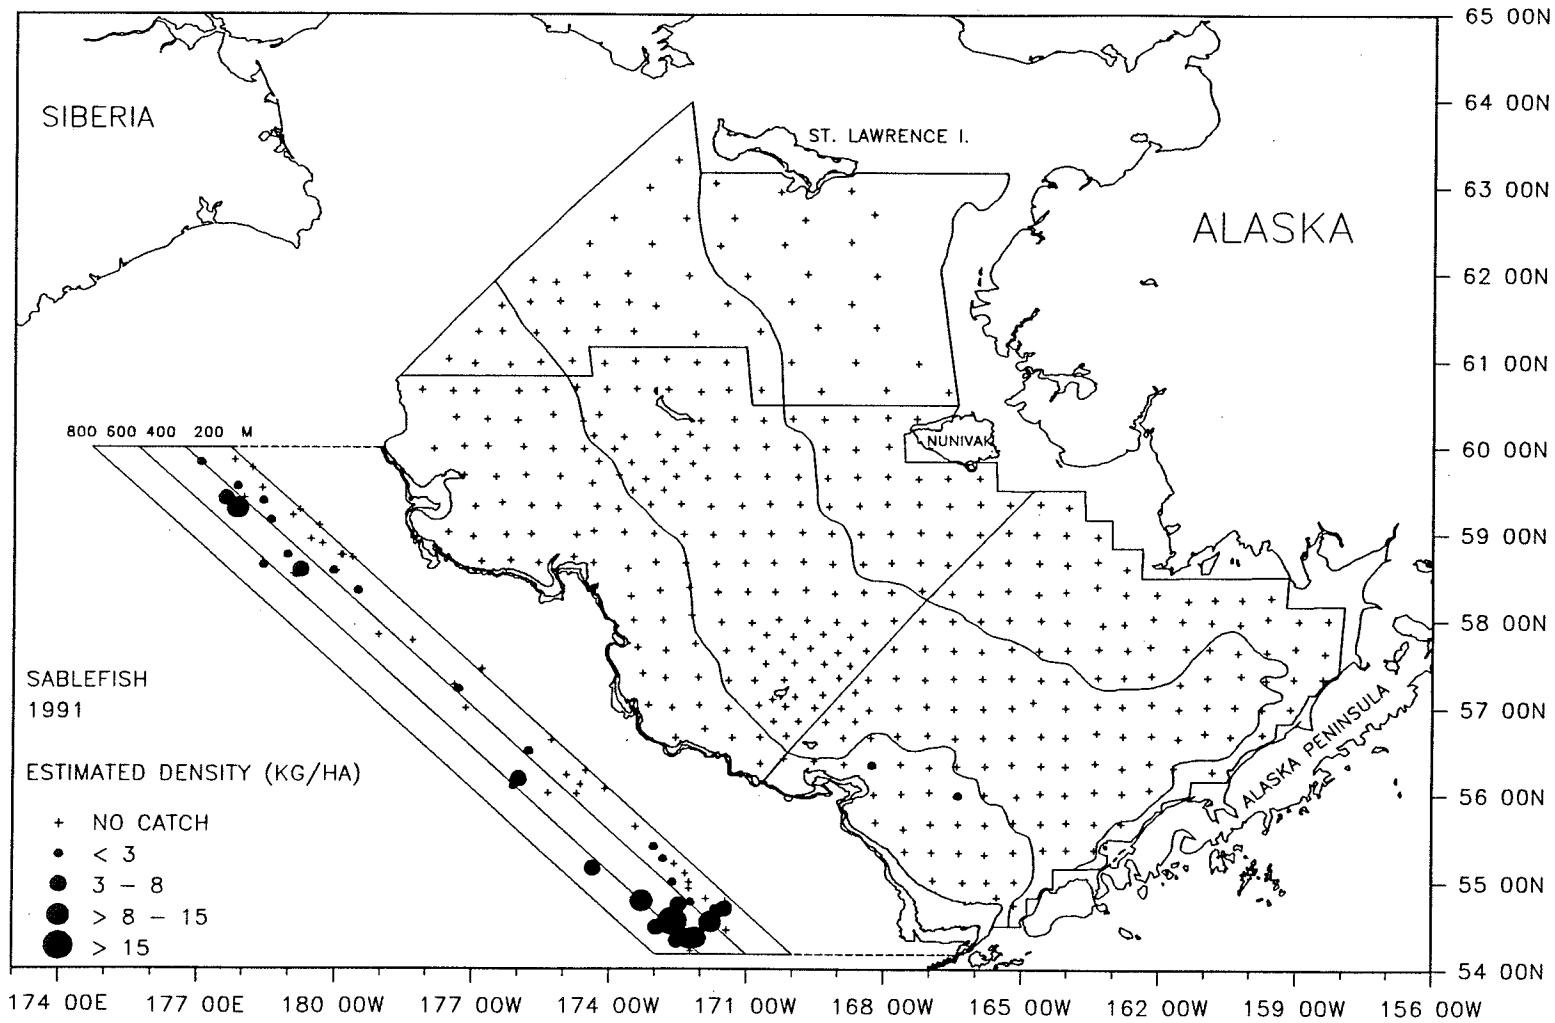 65 00N
SIBERIA
64 00N
ST. LAWRENCE I.
63 00N
ALASKA
62 00N
61 00N
800 600 400 200 M
NUNIVAK
60 00N
59 00N
58 00N
SABLEFISH
1991
57 00N
ALASKA PENINSULA
ESTIMATED DENSITY (KG/HA)
56 00N
+ NO CATCH
< 3
3 – 8
> 8 – 15
> 15
55 00N
54 00N
174 00E 177 00E 180 00W 177 00W 174 00W 171 00W 168 00W 165 00W 162 00W 159 00W 156 00W